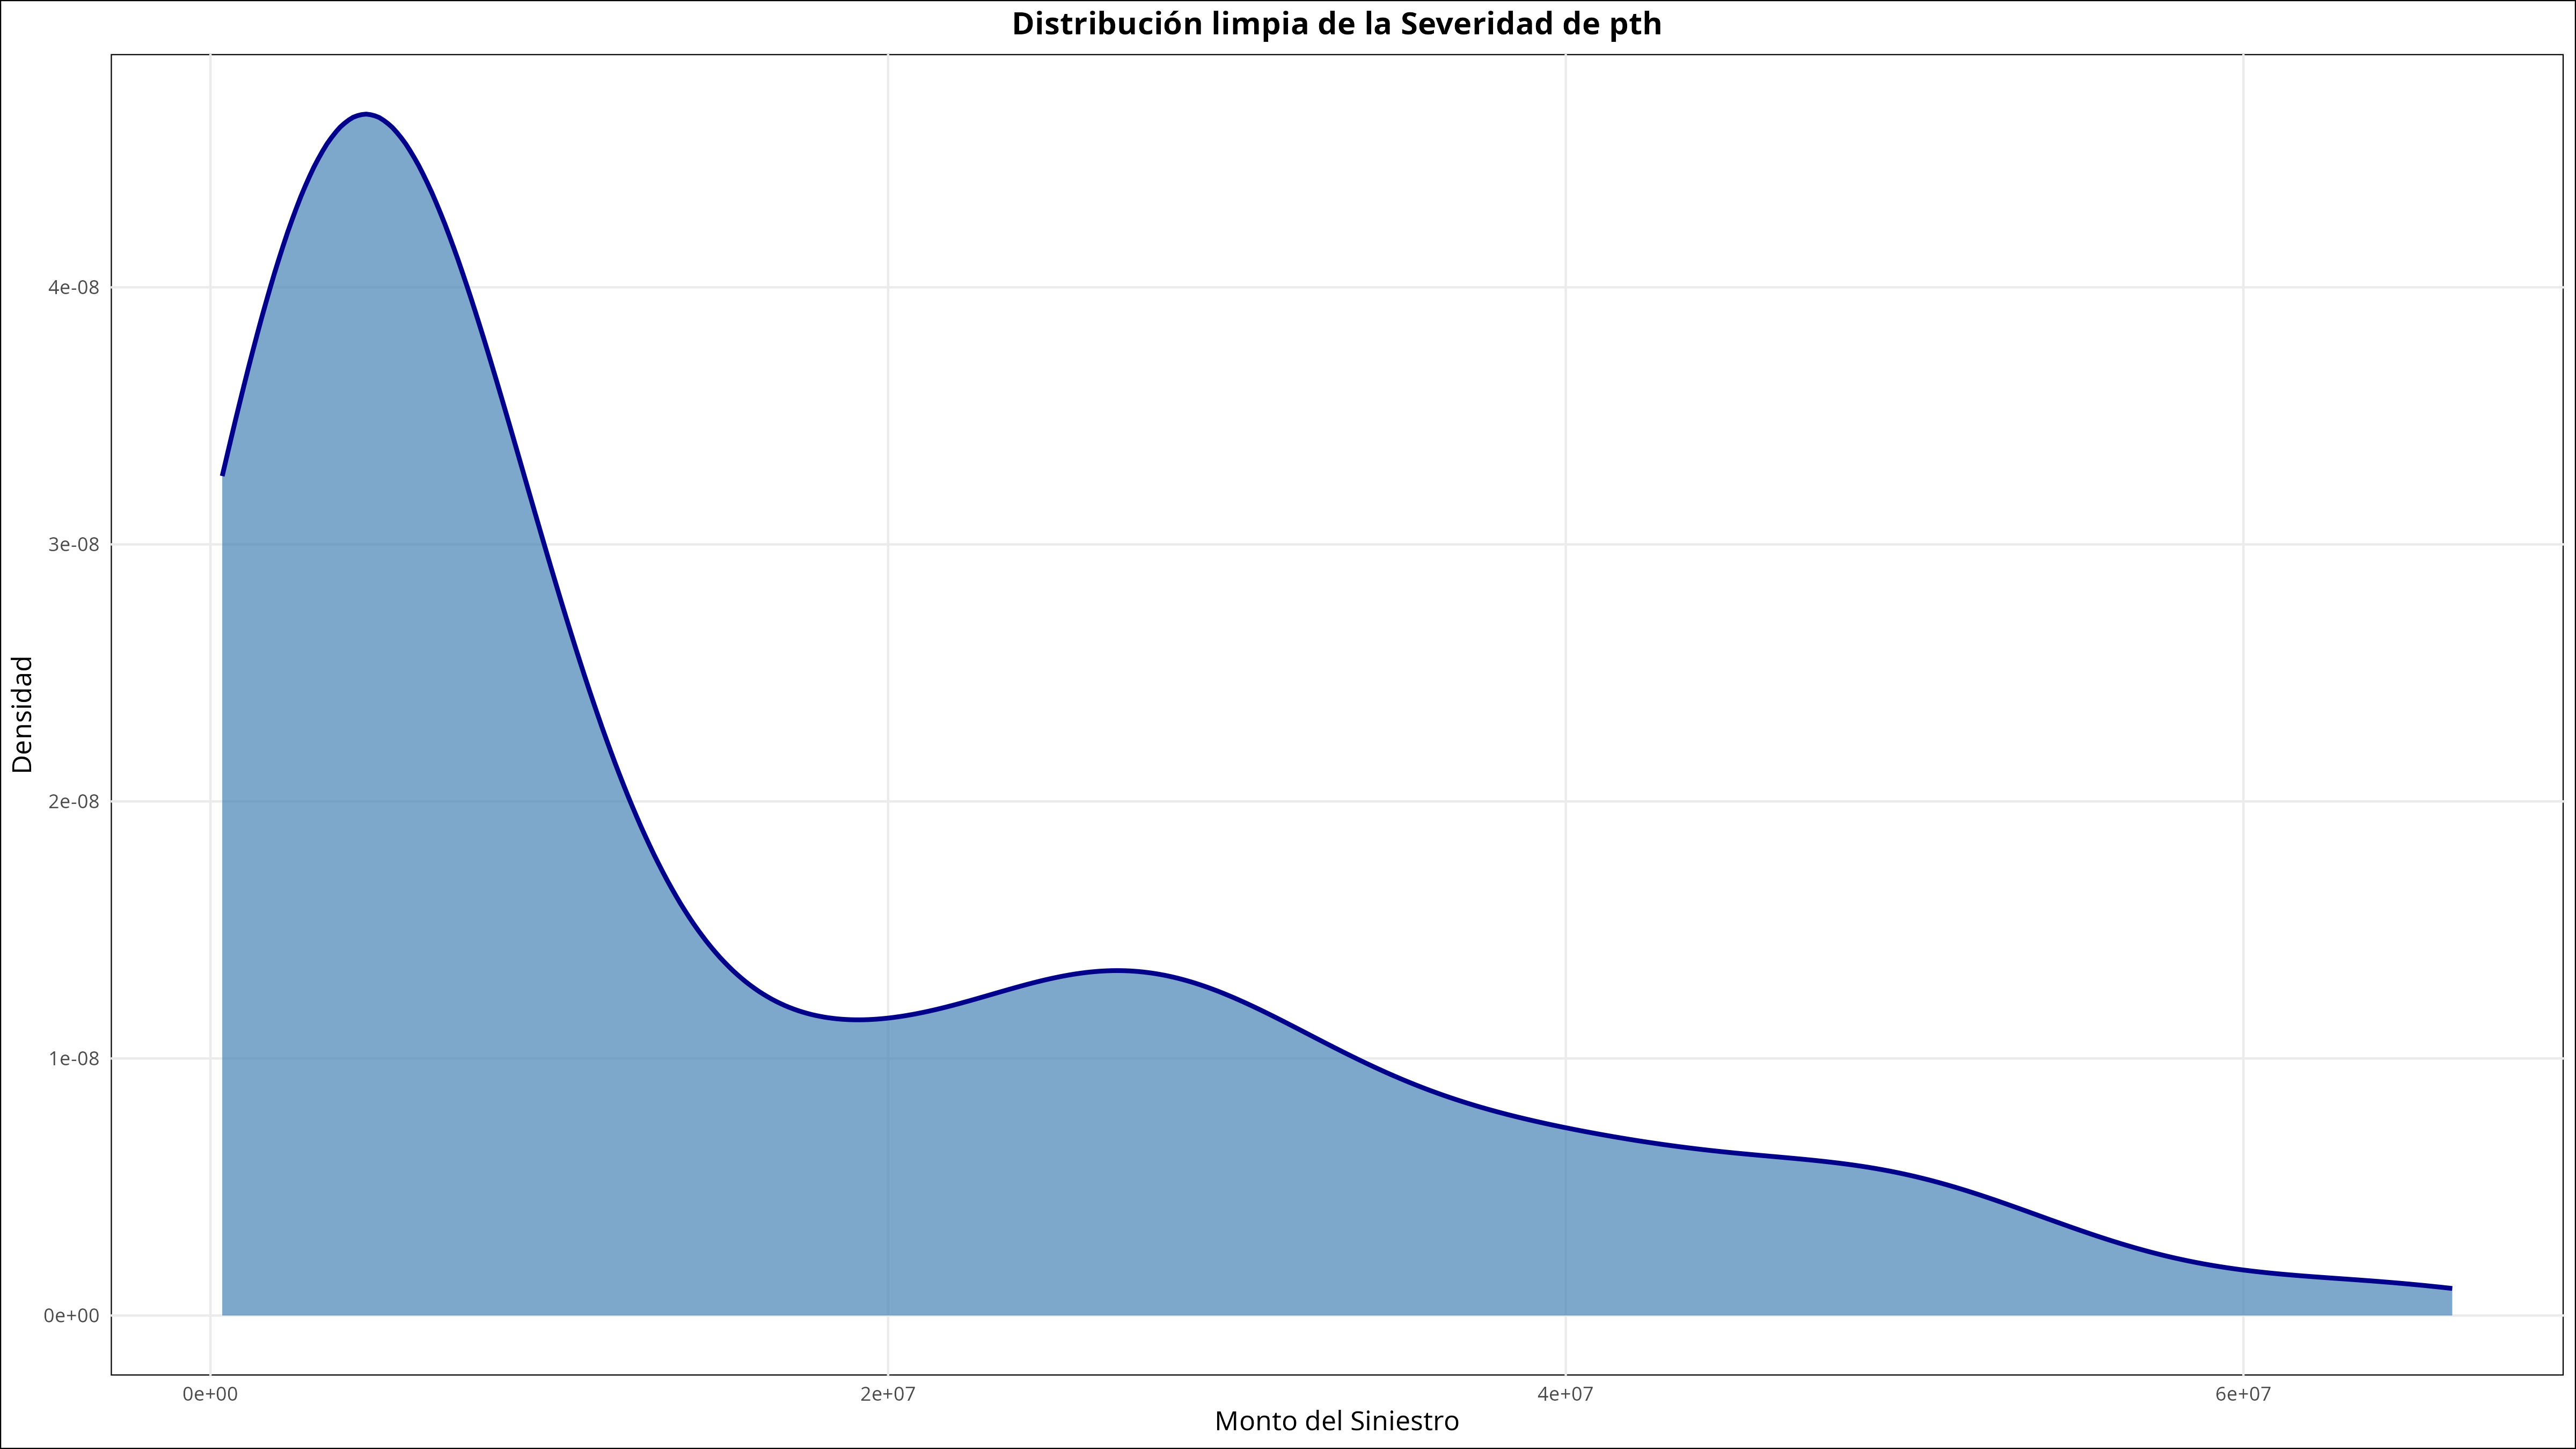 Distribución limpia de la Severidad de pth
Densidad
4e-08
3e-08
2e-08
1e-08
0e+00
0e+00
2e+07
4e+07
6e+07
Monto del Siniestro